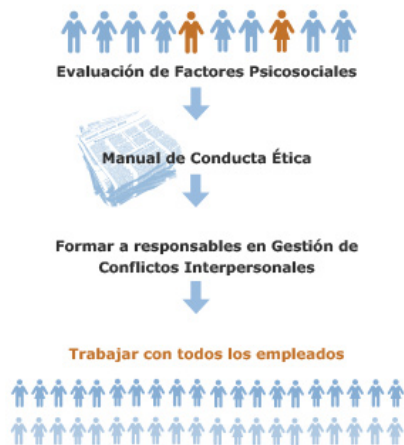 Evaluación de Factores Psicosociales
Manual de Conducta Ética
Formar a responsables en Gestión de
Conflictos Interpersonales
Trabajar con todos los empleados